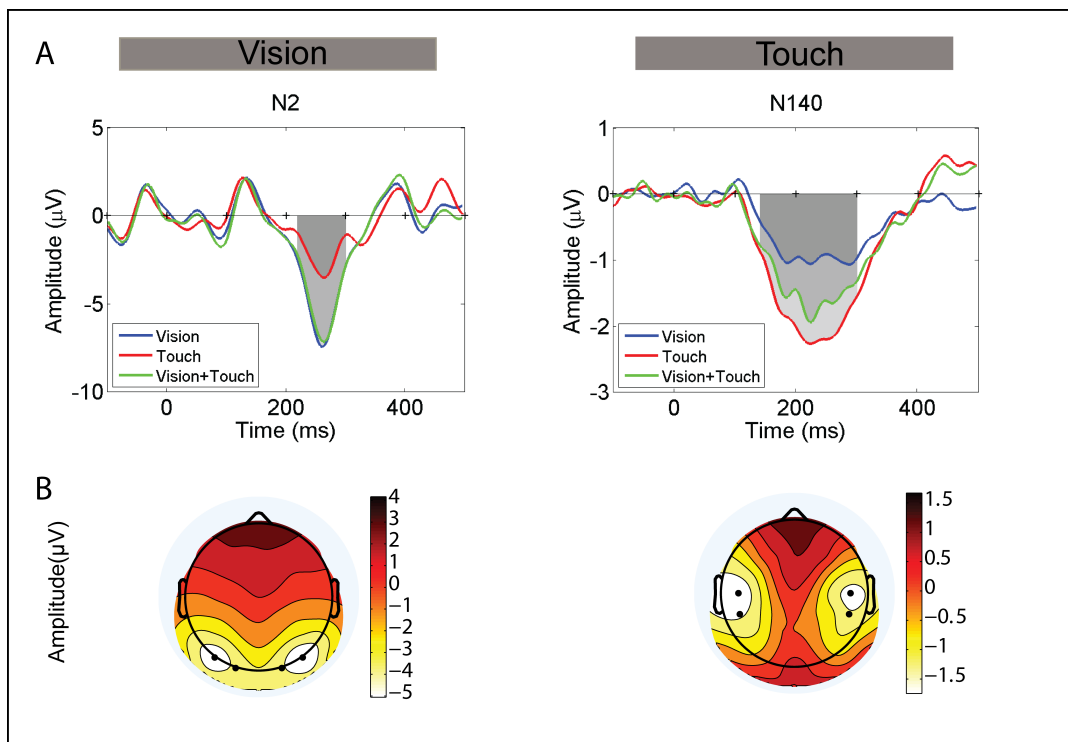 A
Vision
Touch
N2
N140
5
0
-5
-10
Amplitude (μV)
Vision
Touch
Vision+Touch
0
200
400
Time (ms)
1
0
-1
-2
-3
Amplitude (μV)
Vision
Touch
Vision+Touch
0
200
400
Time (ms)
B
Amplitude(μV)
4
3
2
1
0
−1
−2
−3
−4
−5
1.5
1
0.5
0
−0.5
−1
−1.5